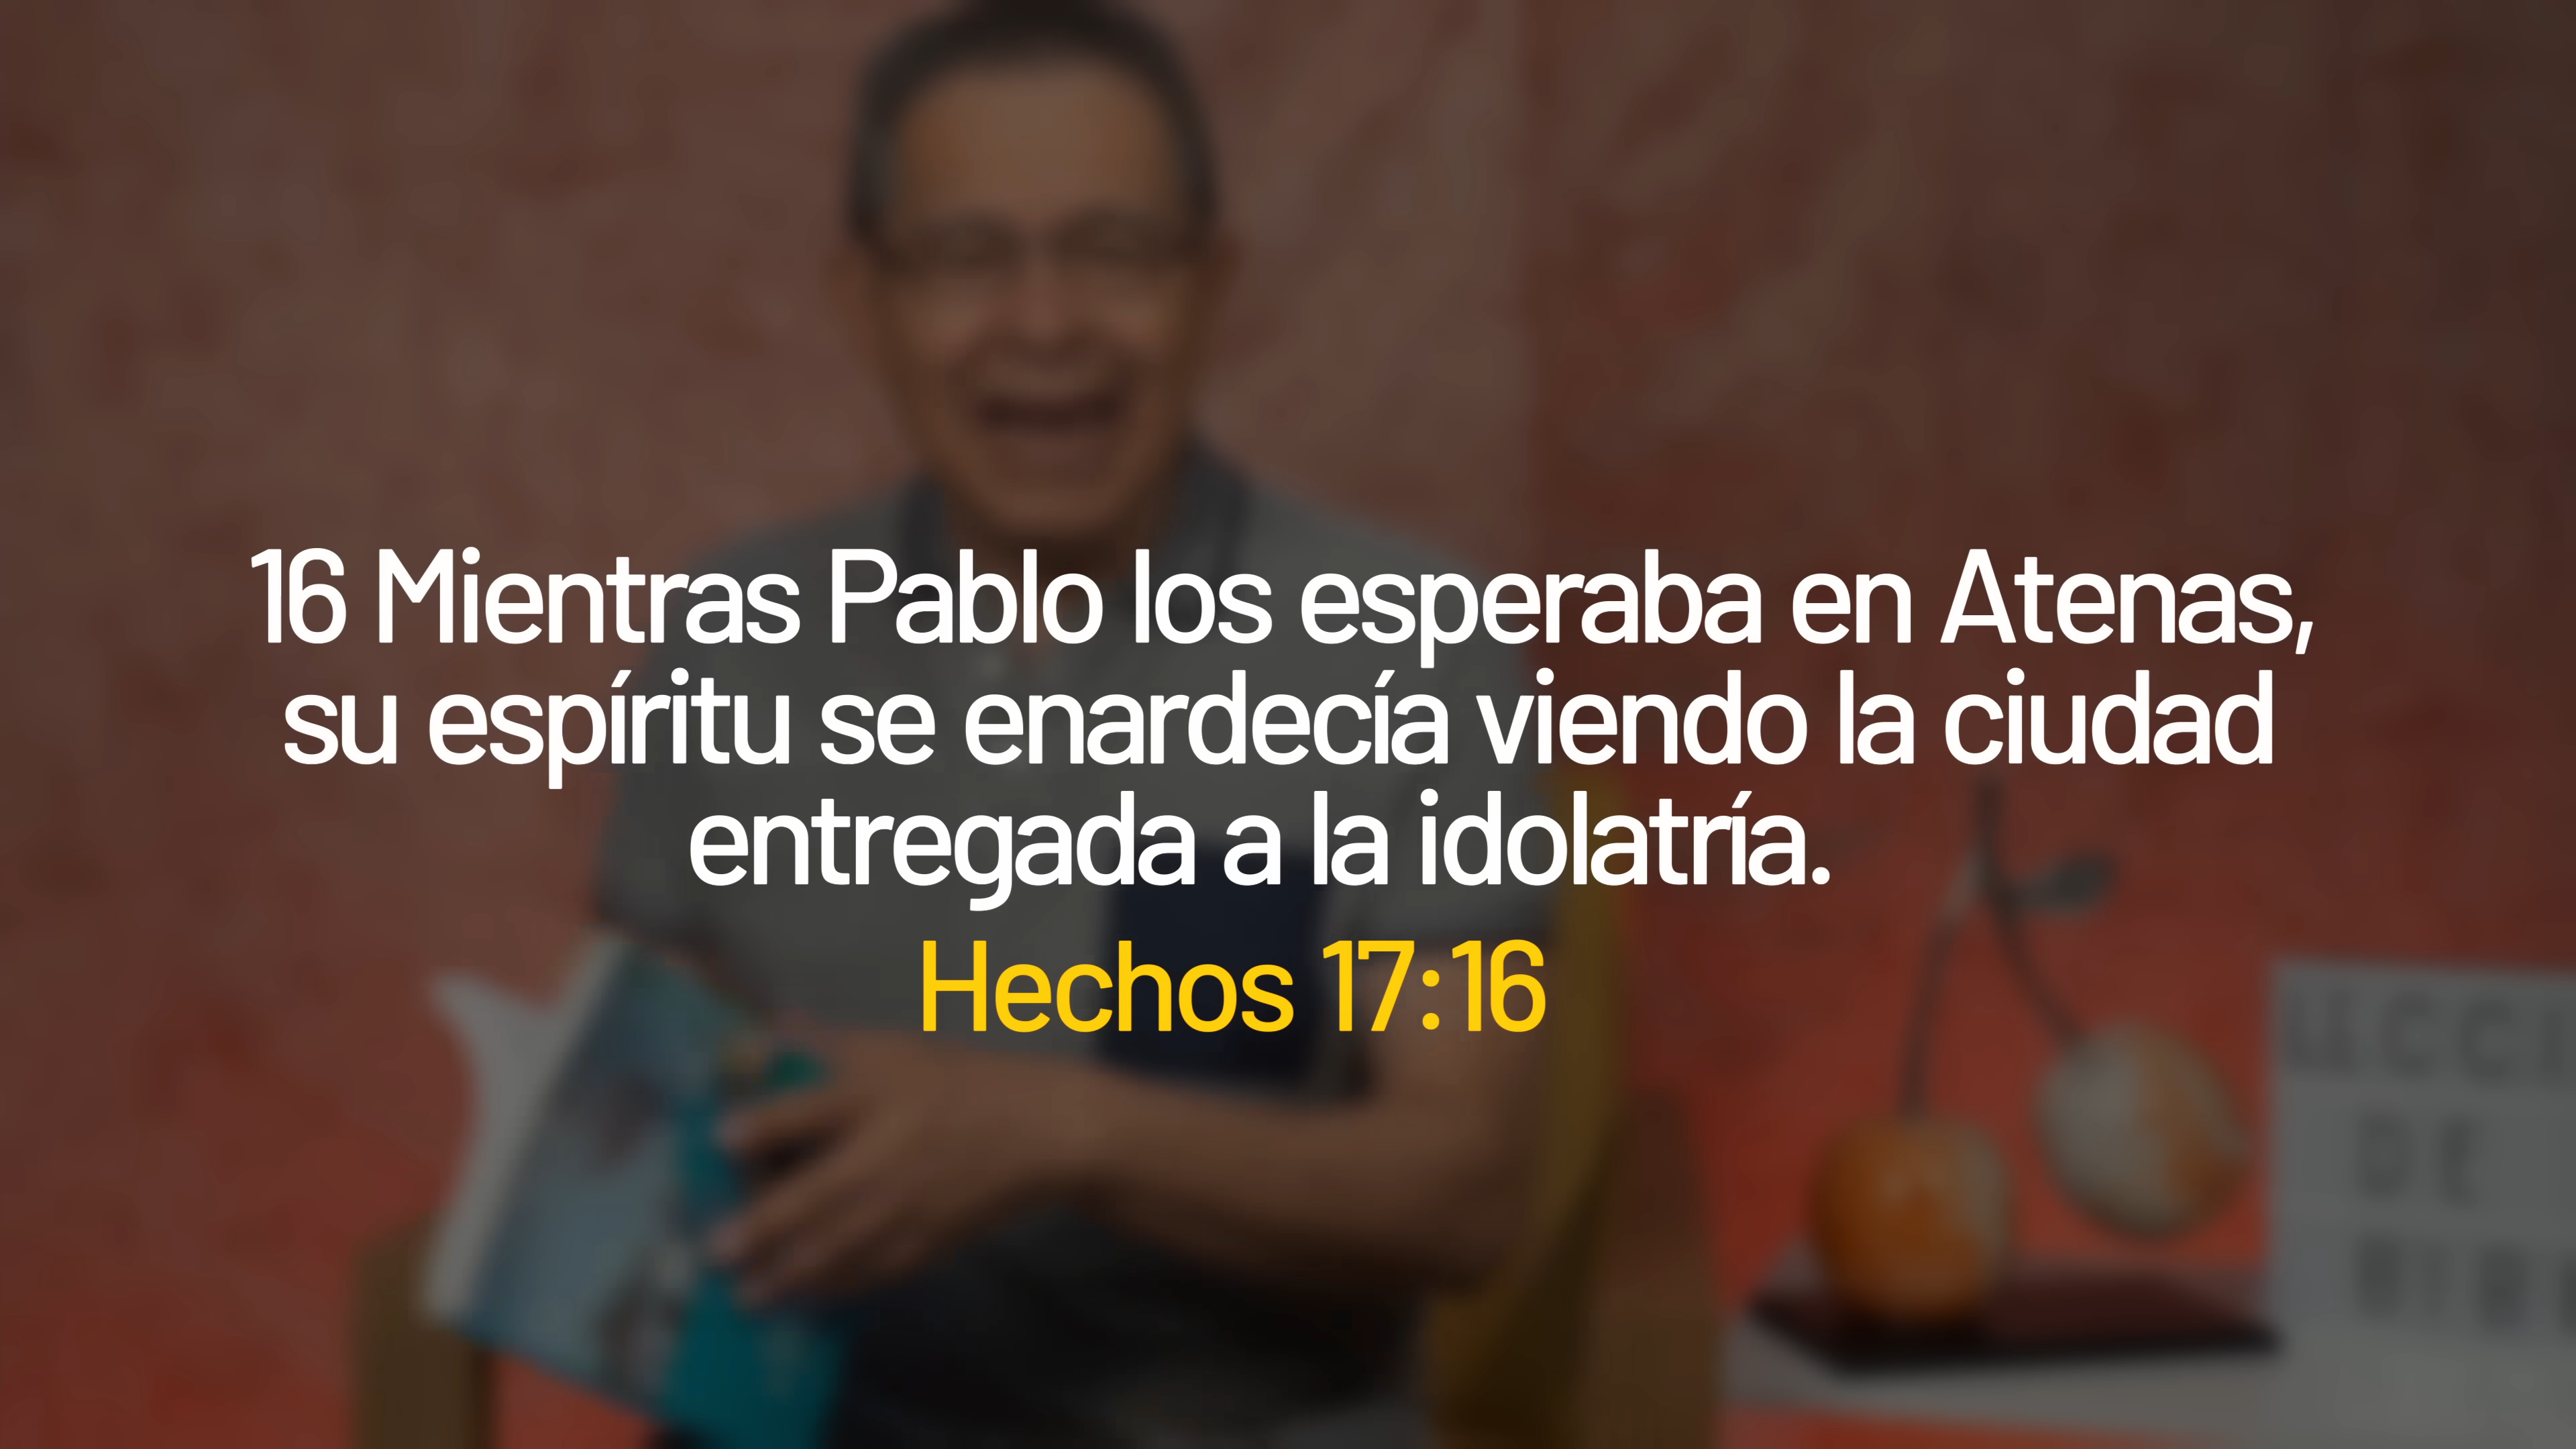 16 Mientras Pablo los esperaba en Atenas,
su espíritu se enardecía viendo la ciudad
entregada a la idolatría.
Hechos 17:16
DE